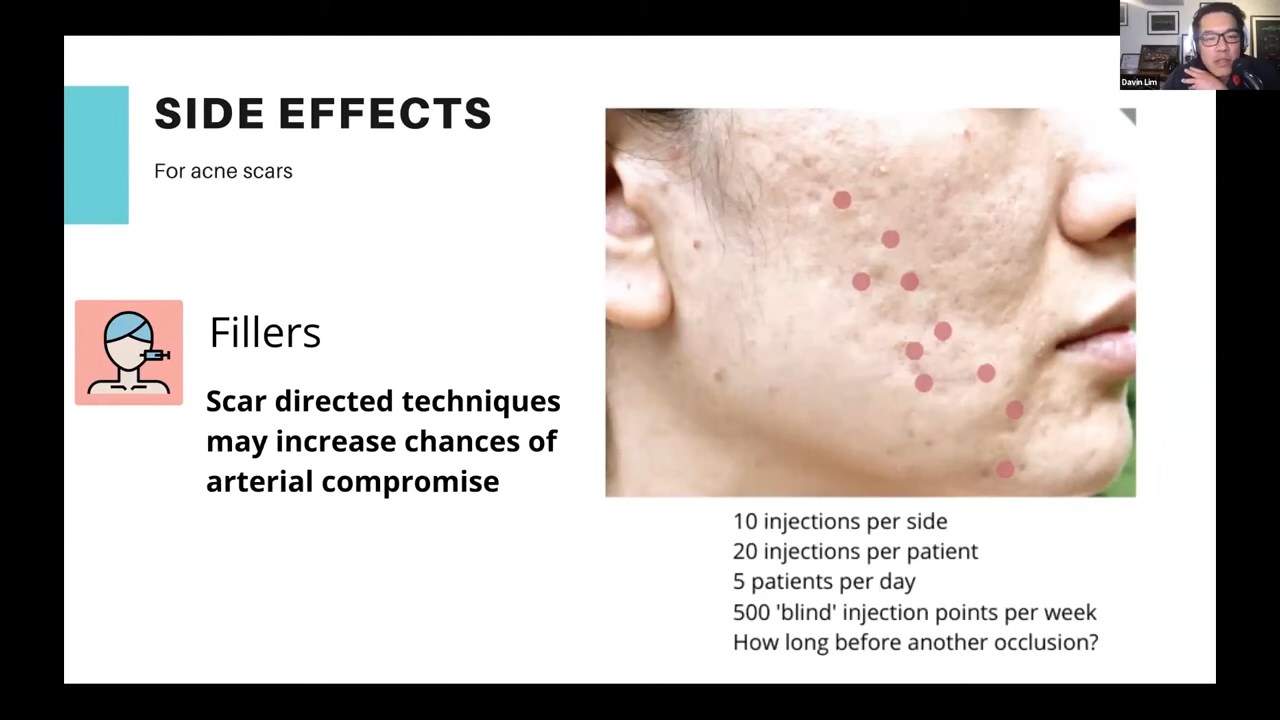 SIDE EFFECTS
For acne scars
Fillers
Scar directed techniques
may increase chances of
arterial compromise
10 injections per side
20 injections per patient
5 patients per day
500 'blind' injection points per week
How long before another occlusion?
Davin Lim